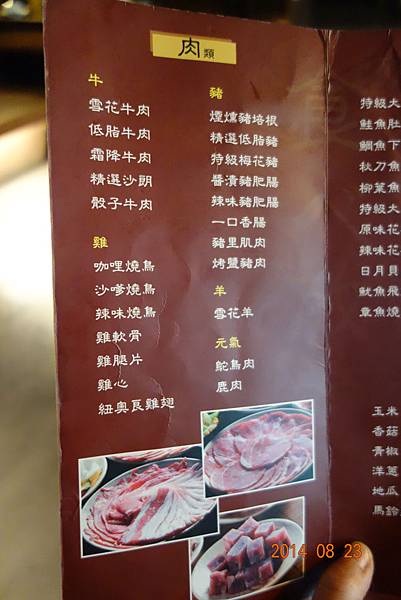 肉類
牛
雪花牛肉
低脂牛肉
霜降牛肉
精選沙朗
骰子牛肉
雞
咖哩燒鳥
沙嗲燒鳥
辣味燒鳥
雞軟骨
雞腿片
雞心
紐奧良雞翅
豬
煙燻豬培根
精選低脂豬
特級梅花豬
醬漬豬肥腸
辣味豬肥腸
一口香腸
豬里肌肉
烤鹽豬肉
羊
雪花羊
元氣
鴕鳥肉
鹿肉
特級大
鮭魚肚
鯛魚下
秋刀魚
柳葉魚
特級大
原味花
辣味花
日月貝
魷魚飛
章魚燒
玉米
香菇
青椒
洋蔥
地瓜
馬鈴
2014 08 23